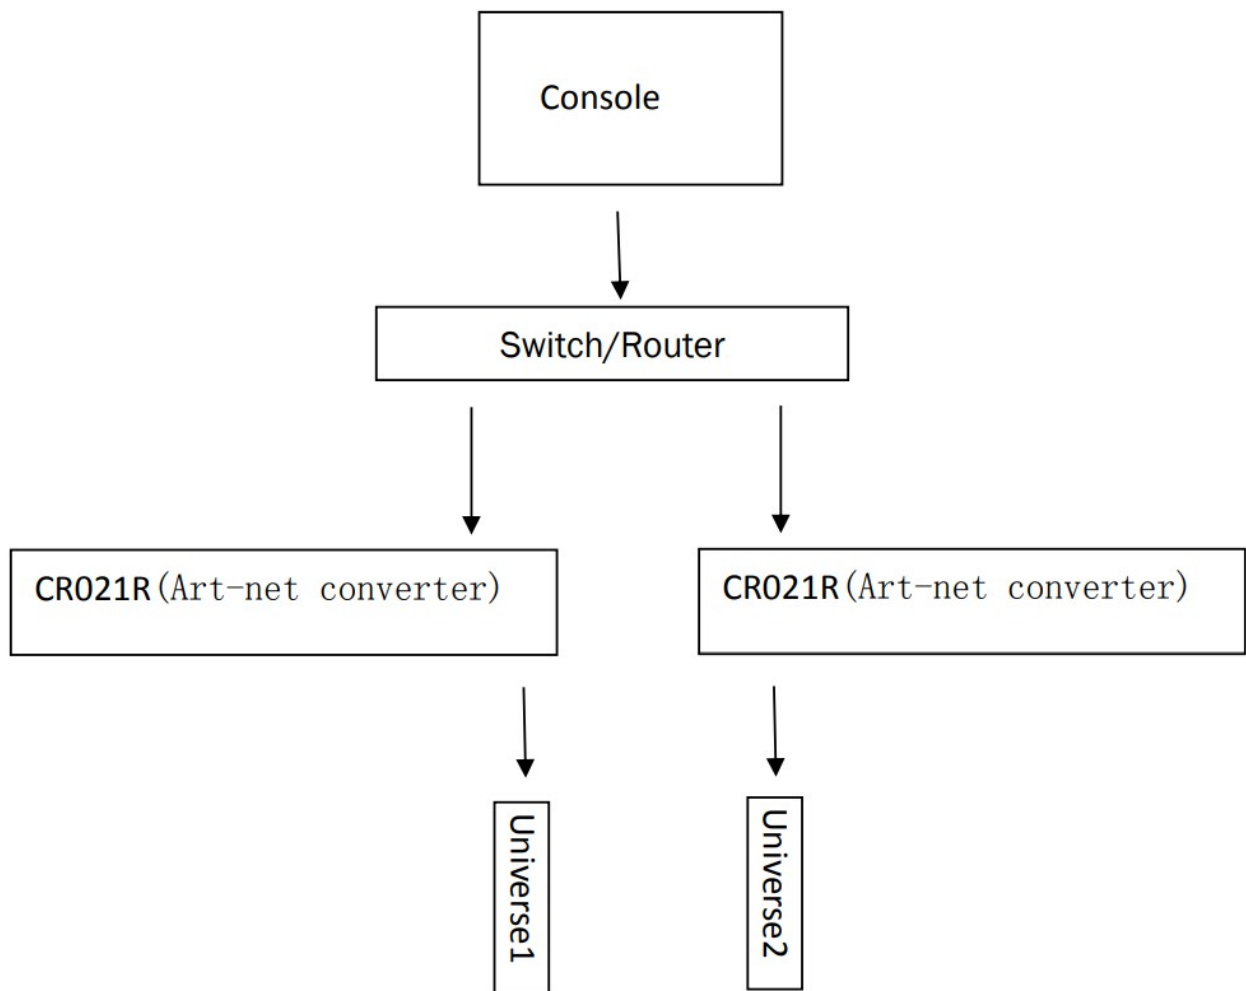 Console
Switch/Router
CR021R(Art-net converter)
CR021R(Art-net converter)
Universe1
Universe2